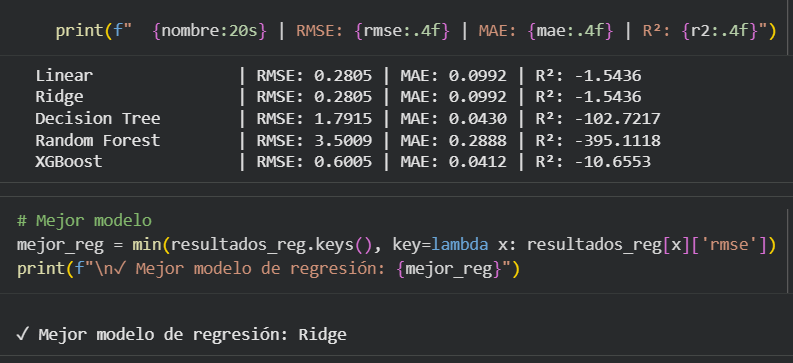 print(f"  {nombre:20s} | RMSE: {rmse:.4f} | MAE: {mae:.4f} | R²: {r2:.4f}")
Linear               | RMSE: 0.2805 | MAE: 0.0992 | R²: -1.5436
Ridge                | RMSE: 0.2805 | MAE: 0.0992 | R²: -1.5436
Decision Tree        | RMSE: 1.7915 | MAE: 0.0430 | R²: -102.7217
Random Forest        | RMSE: 3.5009 | MAE: 0.2888 | R²: -395.1118
XGBoost              | RMSE: 0.6005 | MAE: 0.0412 | R²: -10.6553
# Mejor modelo
mejor_reg = min(resultados_reg.keys(), key=lambda x: resultados_reg[x]['rmse'])
print(f"\n✓ Mejor modelo de regresión: {mejor_reg}")
✓ Mejor modelo de regresión: Ridge